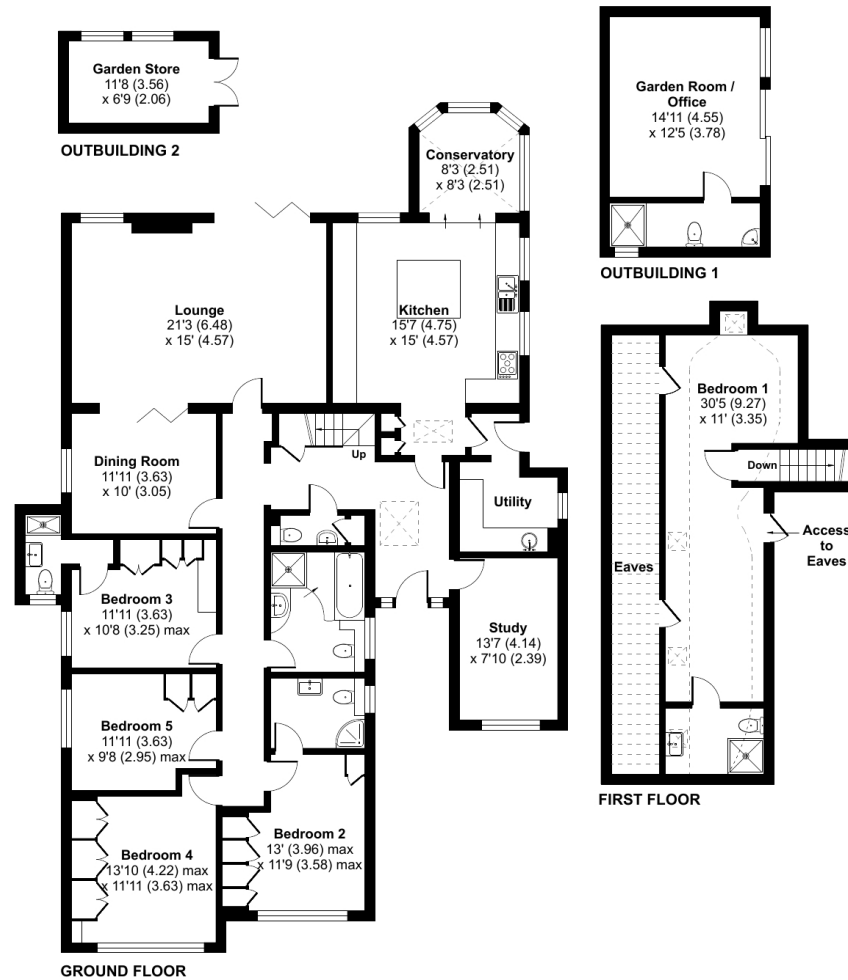 Garden Store
11'8 (3.56)
x 6'9 (2.06)
OUTBUILDING 2
Garden Room /
Office
14'11 (4.55)
x 12'5 (3.78)
OUTBUILDING 1
Conservatory
8'3 (2.51)
x 8'3 (2.51)
Lounge
21'3 (6.48)
x 15' (4.57)
Kitchen
15'7 (4.75)
x 15' (4.57)
Up
Dining Room
11'11 (3.63)
x 10' (3.05)
Utility
Bedroom 3
11'11 (3.63)
x 10'8 (3.25) max
Study
13'7 (4.14)
x 7'10 (2.39)
Bedroom 5
11'11 (3.63)
x 9'8 (2.95) max
Bedroom 4
13'10 (4.22) max
x 11'11 (3.63) max
Bedroom 2
13' (3.96) max
x 11'9 (3.58) max
GROUND FLOOR
Bedroom 1
30'5 (9.27)
x 11' (3.35)
Down
Access
to
Eaves
Eaves
FIRST FLOOR